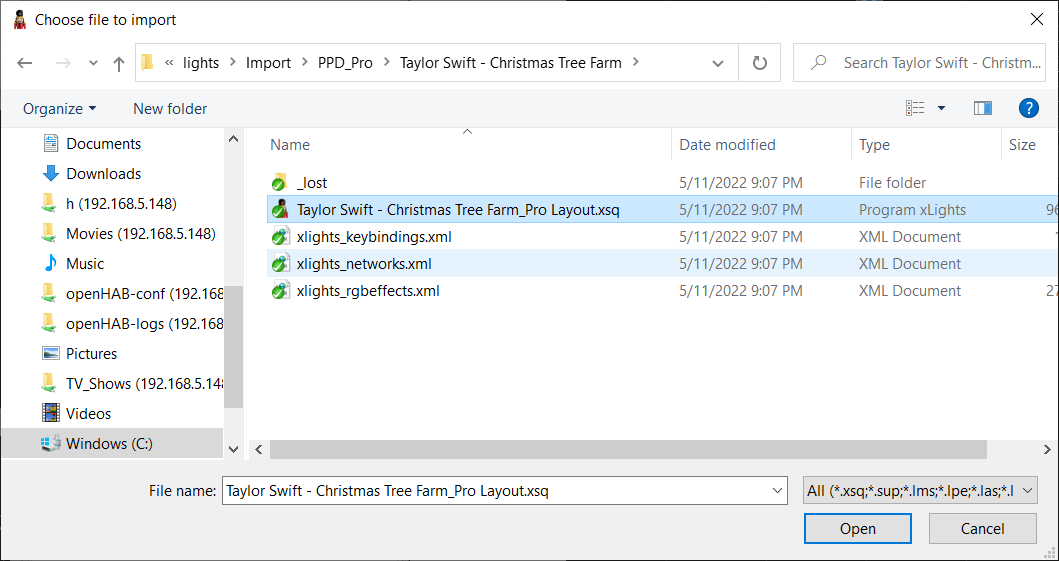 Choose file to import
« lights > Import > PPD_Pro > Taylor Swift - Christmas Tree Farm >
Search Taylor Swift - Christm...
Organize
New folder
?
Documents
Downloads
h (192.168.5.148)
Movies (192.168.5.148)
Music
openHAB-conf (192.168
openHAB-logs (192.168
Pictures
TV_Shows (192.168.5.148
Videos
Windows (C:)
Name Date modified Type Size
_lost 5/11/2022 9:07 PM File folder
Taylor Swift - Christmas Tree Farm_Pro Layout.xsq 5/11/2022 9:07 PM Program xLights 96
xlights_keybindings.xml 5/11/2022 9:07 PM XML Document 1
xlights_networks.xml 5/11/2022 9:07 PM XML Document
xlights_rgbeffects.xml 5/11/2022 9:07 PM XML Document 27
File name: Taylor Swift - Christmas Tree Farm_Pro Layout.xsq
All (*.xsq;*.sup;*.lms;*.lpe;*.las;*.l
Open
Cancel